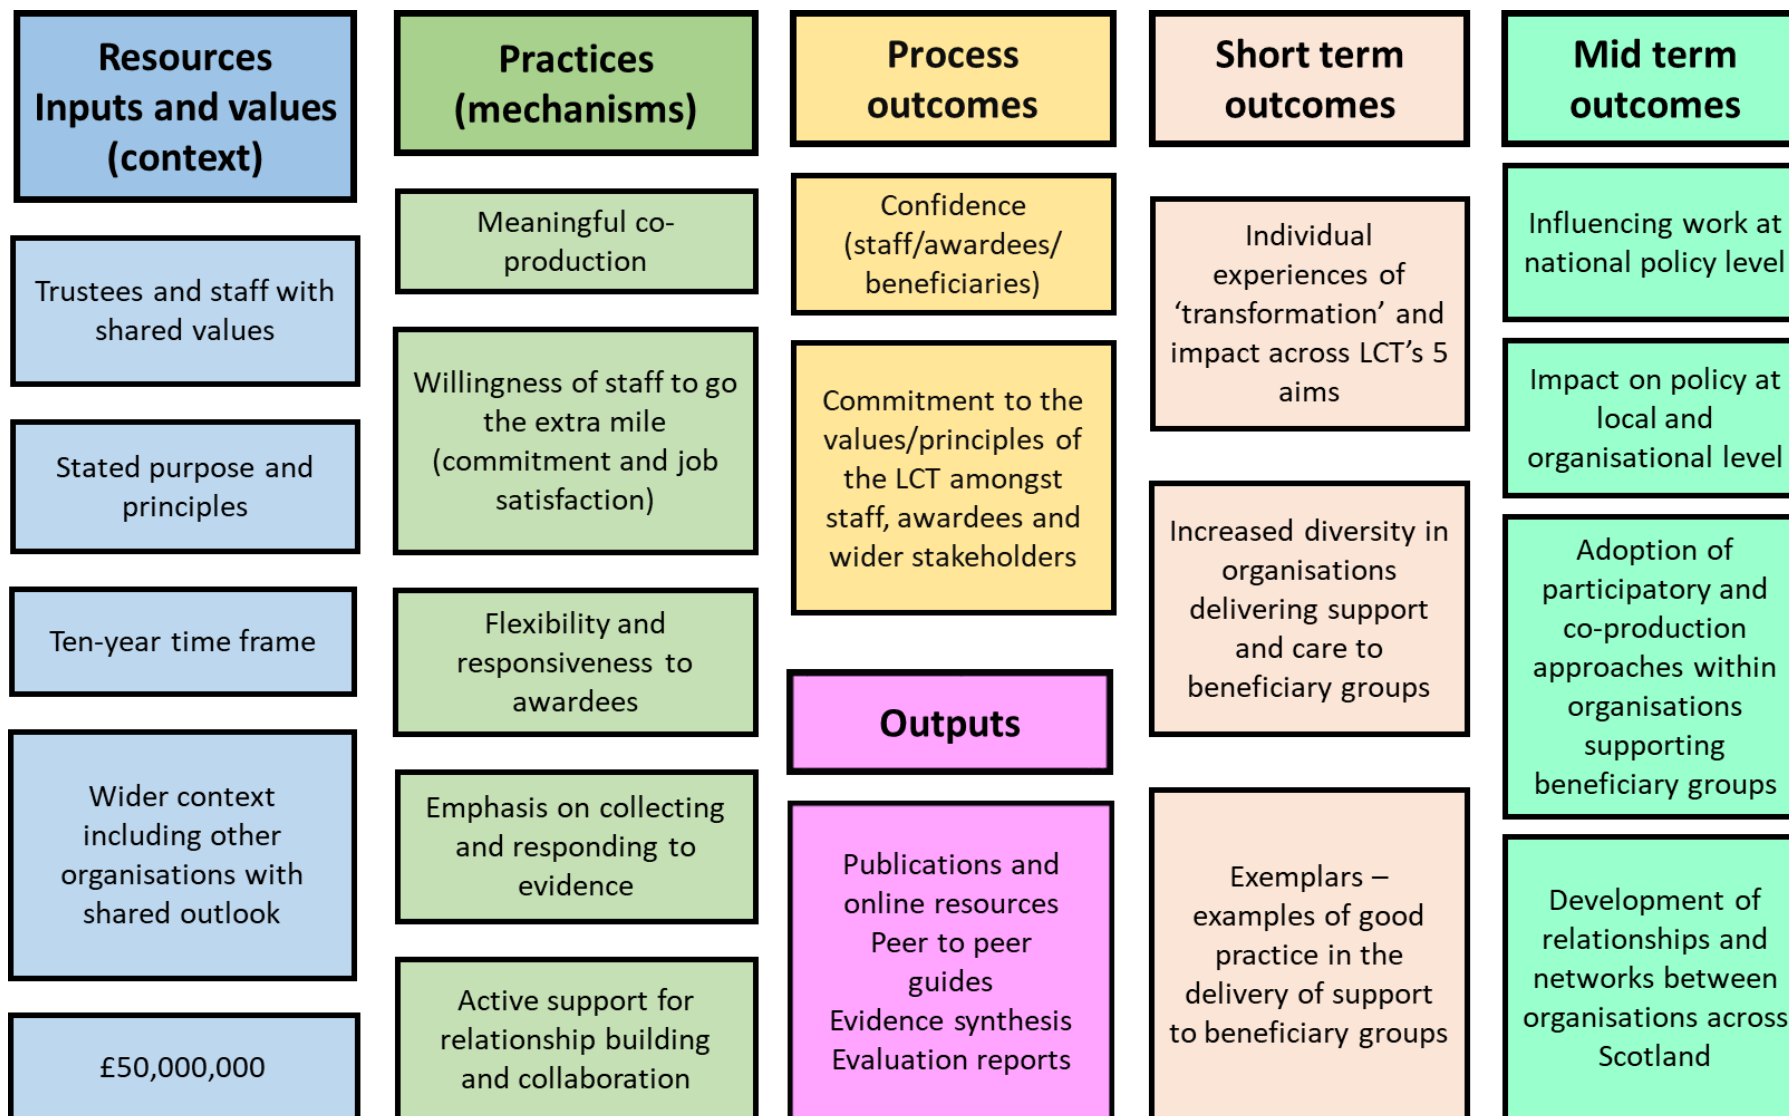 Resources
Inputs and values
(context)
Trustees and staff with
shared values
Stated purpose and
principles
Ten-year time frame
Wider context
including other
organisations with
shared outlook
£50,000,000
Practices
(mechanisms)
Meaningful co-
production
Willingness of staff to go
the extra mile
(commitment and job
satisfaction)
Flexibility and
responsiveness to
awardees
Emphasis on collecting
and responding to
evidence
Active support for
relationship building
and collaboration
Process
outcomes
Confidence
(staff/awardees/
beneficiaries)
Commitment to the
values/principles of
the LCT amongst
staff, awardees and
wider stakeholders
Outputs
Publications and
online resources
Peer to peer
guides
Evidence synthesis
Evaluation reports
Short term
outcomes
Individual
experiences of
‘transformation’ and
impact across LCT’s 5
aims
Increased diversity in
organisations
delivering support
and care to
beneficiary groups
Exemplars –
examples of good
practice in the
delivery of support
to beneficiary groups
Mid term
outcomes
Influencing work at
national policy level
Impact on policy at
local and
organisational level
Adoption of
participatory and
co-production
approaches within
organisations
supporting
beneficiary groups
Development of
relationships and
networks between
organisations across
Scotland